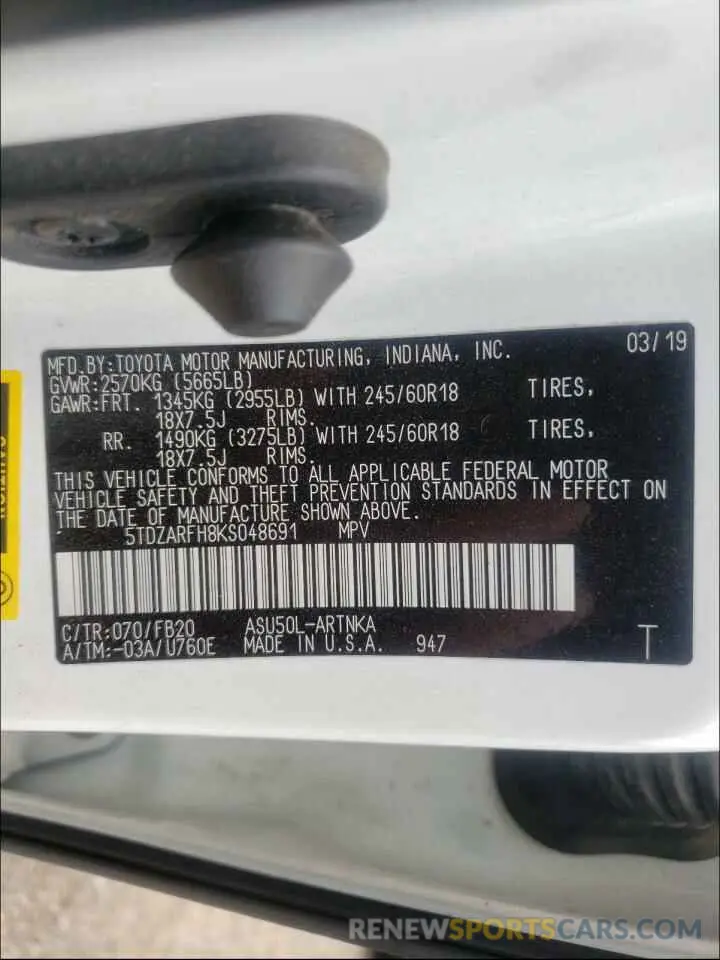 MFD.BY:TOYOTA MOTOR MANUFACTURING, INDIANA, INC. 03/19
GVWR:2570KG (5665LB)
GAWR:FRT. 1345KG (2955LB) WITH 245/60R18 TIRES,
18X7.5J RIMS.
RR. 1490KG (3275LB) WITH 245/60R18 TIRES,
18X7.5J RIMS.
THIS VEHICLE CONFORMS TO ALL APPLICABLE FEDERAL MOTOR
VEHICLE SAFETY AND THEFT PREVENTION STANDARDS IN EFFECT ON
THE DATE OF MANUFACTURE SHOWN ABOVE.
5TDZARFH8KS048691 MPV
C/TR:070/FB20 ASU50L-ARTNKA
A/TM:-03A/U760E MADE IN U.S.A. 947 T
CAUTION
RENEWSPORTSCARS.COM